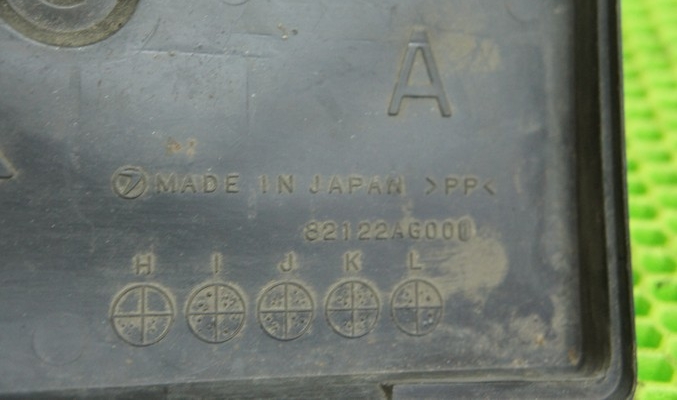 A
MADE IN JAPAN >PP<
82122AG000
H I J K L